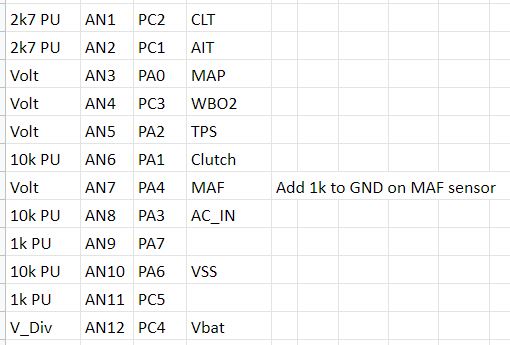 2k7 PU AN1 PC2 CLT
2k7 PU AN2 PC1 AIT
Volt AN3 PA0 MAP
Volt AN4 PC3 WBO2
Volt AN5 PA2 TPS
10k PU AN6 PA1 Clutch
Volt AN7 PA4 MAF Add 1k to GND on MAF sensor
10k PU AN8 PA3 AC_IN
1k PU AN9 PA7
10k PU AN10 PA6 VSS
1k PU AN11 PC5
V_Div AN12 PC4 Vbat